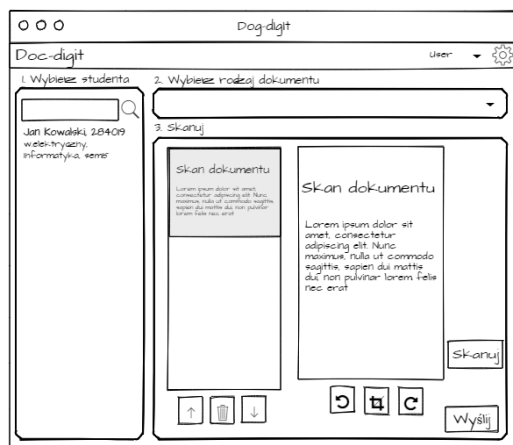 Dog-digit
Doc-digit
User
1. Wybierz studenta
2. Wybierz rodzaj dokumentu
Jan Kowalski, 284019
w.elektryczny,
informatyka, sem5
3. Skanuj
Skan dokumentu
Lorem ipsum dolor sit amet,
consectetur adipiscing elit. Nunc
maximus, nulla ut commodo sagittis,
sapien dui mattis dui, non pulvinar
lorem felis nec erat
Skan dokumentu
Lorem ipsum dolor sit
amet, consectetur
adipiscing elit. Nunc
maximus, nulla ut commodo
sagittis, sapien dui mattis
dui, non pulvinar lorem felis
nec erat
Skanuj
Wyślij